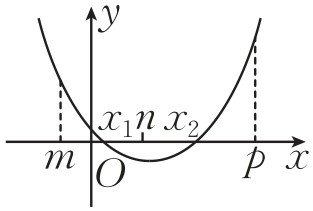 y
x₁ n x₂
m O p x